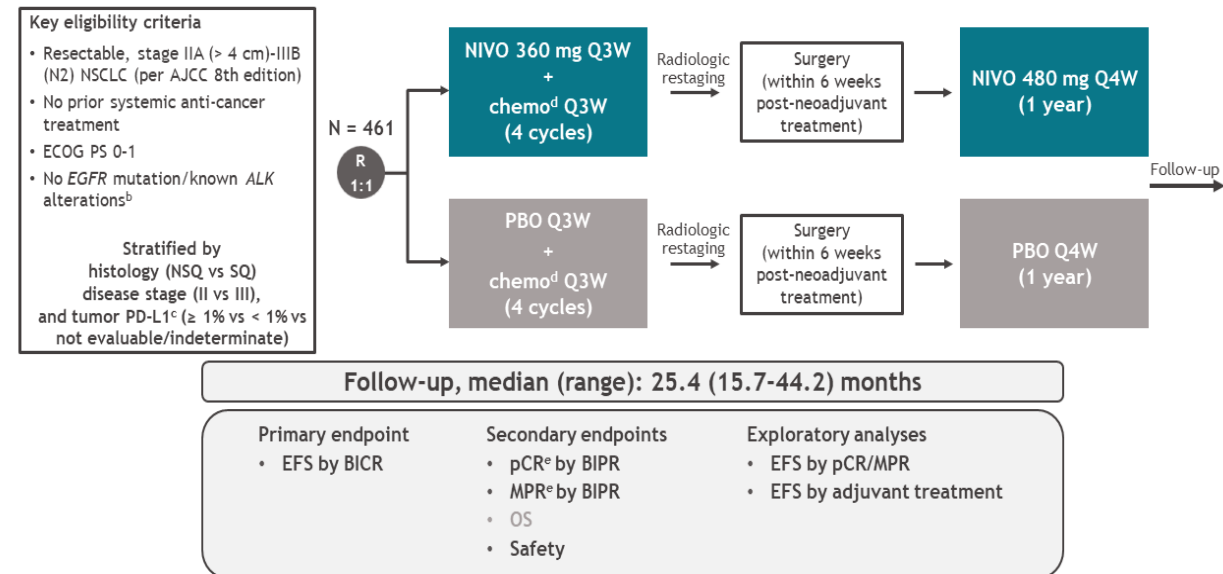 Key eligibility criteria
• Resectable, stage IIA (> 4 cm)-IIIB
(N2) NSCLC (per AJCC 8th edition)
• No prior systemic anti-cancer
treatment
• ECOG PS 0-1
• No EGFR mutation/known ALK
alterationsᵇ
Stratified by
histology (NSQ vs SQ)
disease stage (II vs III),
and tumor PD-L1ᶜ (≥ 1% vs < 1% vs
not evaluable/indeterminate)
N = 461
R
1:1
NIVO 360 mg Q3W
+
chemoᵈ Q3W
(4 cycles)
Radiologic
restaging
Surgery
(within 6 weeks
post-neoadjuvant
treatment)
NIVO 480 mg Q4W
(1 year)
PBO Q3W
+
chemoᵈ Q3W
(4 cycles)
Radiologic
restaging
Surgery
(within 6 weeks
post-neoadjuvant
treatment)
PBO Q4W
(1 year)
Follow-up
Follow-up, median (range): 25.4 (15.7-44.2) months
Primary endpoint
• EFS by BICR
Secondary endpoints
• pCRᵉ by BIPR
• MPRᵉ by BIPR
• OS
• Safety
Exploratory analyses
• EFS by pCR/MPR
• EFS by adjuvant treatment